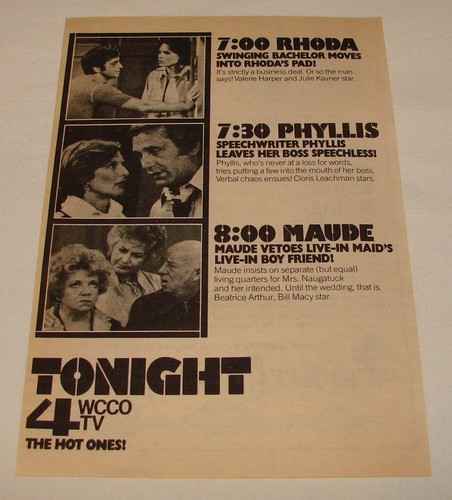 7:00 RHODA
SWINGING BACHELOR MOVES
INTO RHODA'S PAD!
It's strictly a business deal. Or so the man
says! Valerie Harper and Julie Kavner star.
7:30 PHYLLIS
SPEECHWRITER PHYLLIS
LEAVES HER BOSS SPEECHLESS!
Phyllis, who's never at a loss for words,
tries putting a few into the mouth of her boss.
Verbal chaos ensues! Cloris Leachman stars.
8:00 MAUDE
MAUDE VETOES LIVE-IN MAID'S
LIVE-IN BOY FRIEND!
Maude insists on separate (but equal)
living quarters for Mrs. Naugatuck
and her intended. Until the wedding, that is.
Beatrice Arthur, Bill Macy star.
TONIGHT
4 WCCO
TV
THE HOT ONES!